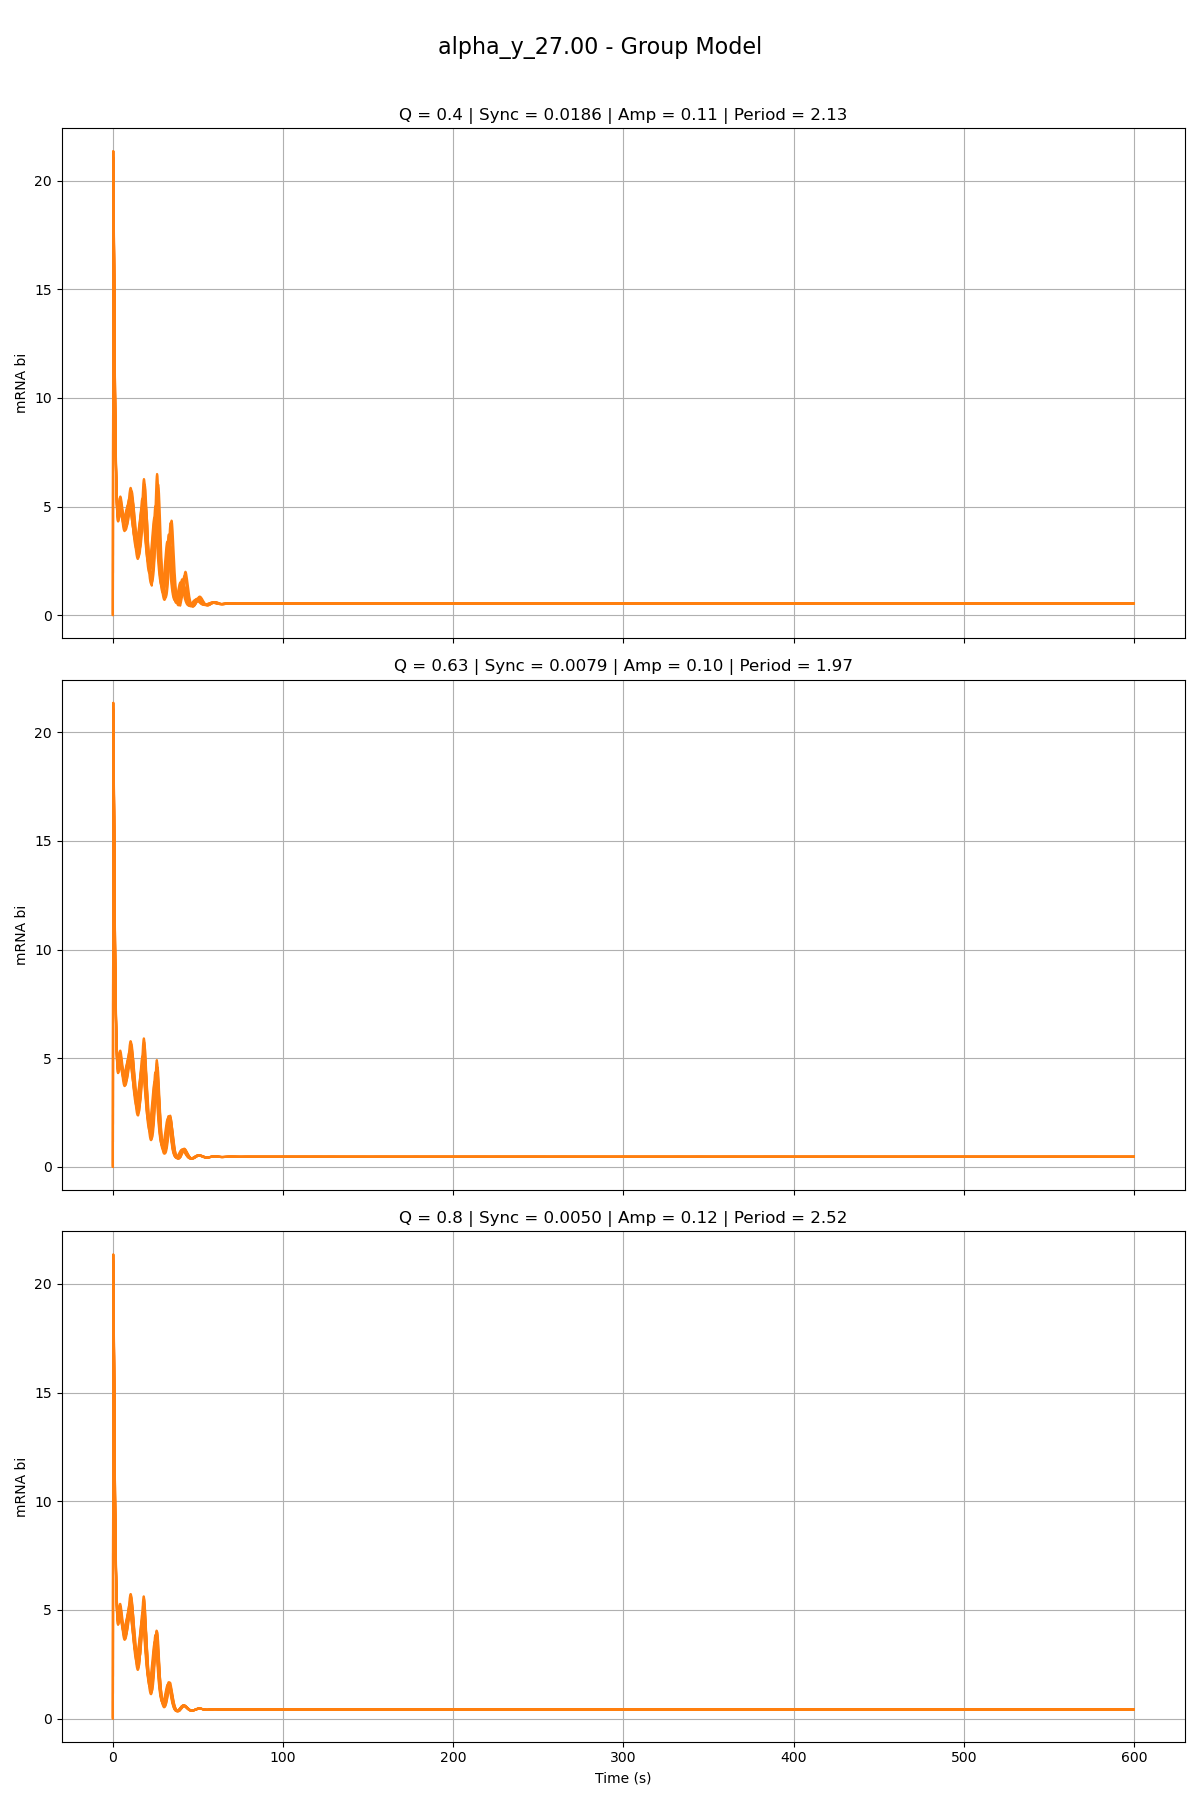 alpha_y_27.00 - Group Model
Q = 0.4 | Sync = 0.0186 | Amp = 0.11 | Period = 2.13
20
15
10
5
0
mRNA bi
Q = 0.63 | Sync = 0.0079 | Amp = 0.10 | Period = 1.97
20
15
10
5
0
mRNA bi
Q = 0.8 | Sync = 0.0050 | Amp = 0.12 | Period = 2.52
20
15
10
5
0
mRNA bi
0 100 200 300 400 500 600
Time (s)